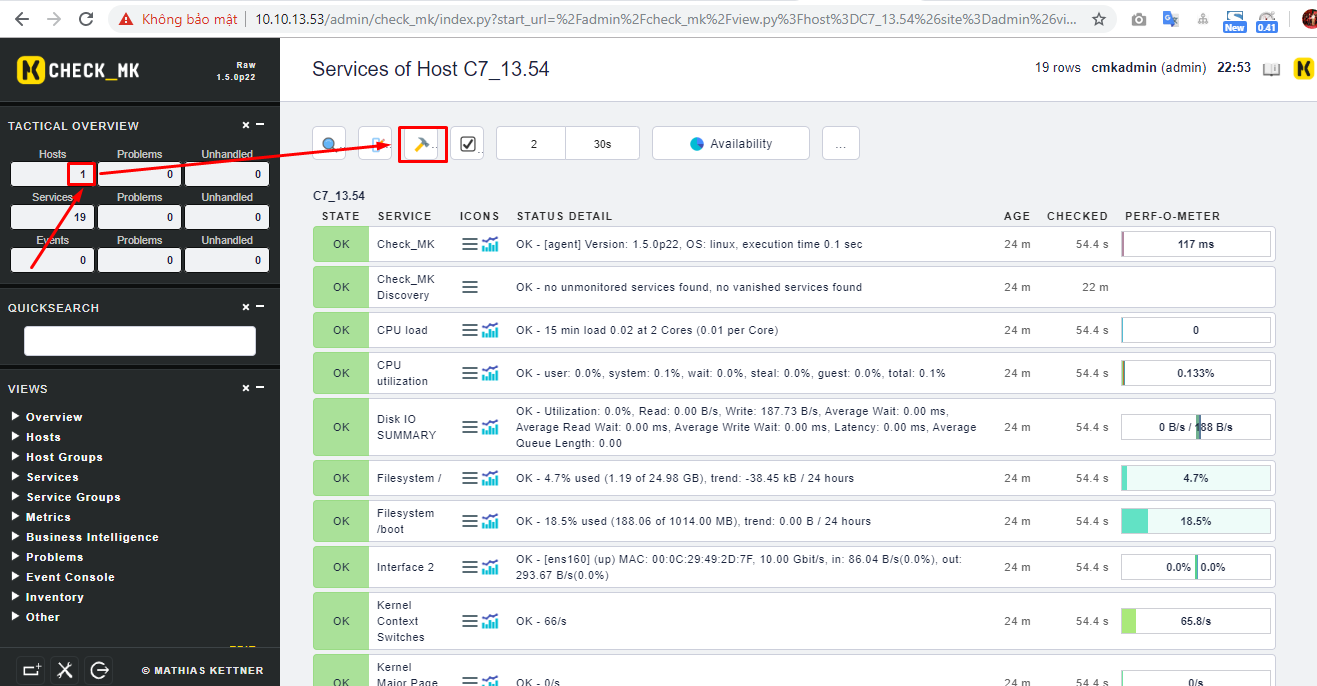 Không bảo mật
10.10.13.53/admin/check_mk/index.py?start_url=%2Fadmin%2Fcheck_mk%2Fview.py%3Fhost%3DC7_13.54%26site%3Dadmin%26vi...
New
0.41
CHECK_MK
Raw
1.5.0p22
TACTICAL OVERVIEW
Hosts Problems Unhandled
1 0 0
Services Problems Unhandled
19 0 0
Events Problems Unhandled
0 0 0
QUICKSEARCH
VIEWS
Overview
Hosts
Host Groups
Services
Service Groups
Metrics
Business Intelligence
Problems
Event Console
Inventory
Other
EDIT
© MATHIAS KETTNER
Services of Host C7_13.54
19 rows cmkadmin (admin) 22:53
2 30s Availability ...
C7_13.54
STATE SERVICE ICONS STATUS DETAIL AGE CHECKED PERF-O-METER
OK Check_MK OK - [agent] Version: 1.5.0p22, OS: linux, execution time 0.1 sec 24 m 54.4 s 117 ms
OK Check_MK
Discovery OK - no unmonitored services found, no vanished services found 24 m 22 m
OK CPU load OK - 15 min load 0.02 at 2 Cores (0.01 per Core) 24 m 54.4 s 0
OK CPU
utilization OK - user: 0.0%, system: 0.1%, wait: 0.0%, steal: 0.0%, guest: 0.0%, total: 0.1% 24 m 54.4 s 0.133%
OK Disk IO
SUMMARY OK - Utilization: 0.0%, Read: 0.00 B/s, Write: 187.73 B/s, Average Wait: 0.00 ms,
Average Read Wait: 0.00 ms, Average Write Wait: 0.00 ms, Latency: 0.00 ms, Average
Queue Length: 0.00 24 m 54.4 s 0 B/s / 188 B/s
OK Filesystem / OK - 4.7% used (1.19 of 24.98 GB), trend: -38.45 kB / 24 hours 24 m 54.4 s 4.7%
OK Filesystem
/boot OK - 18.5% used (188.06 of 1014.00 MB), trend: 0.00 B / 24 hours 24 m 54.4 s 18.5%
OK Interface 2 OK - [ens160] (up) MAC: 00:0C:29:49:2D:7F, 10.00 Gbit/s, in: 86.04 B/s(0.0%), out:
293.67 B/s(0.0%) 24 m 54.4 s 0.0% 0.0%
OK Kernel
Context
Switches OK - 66/s 24 m 54.4 s 65.8/s
OK Kernel
Major Page OK - 0/s 24 m 54.4 s 0/s